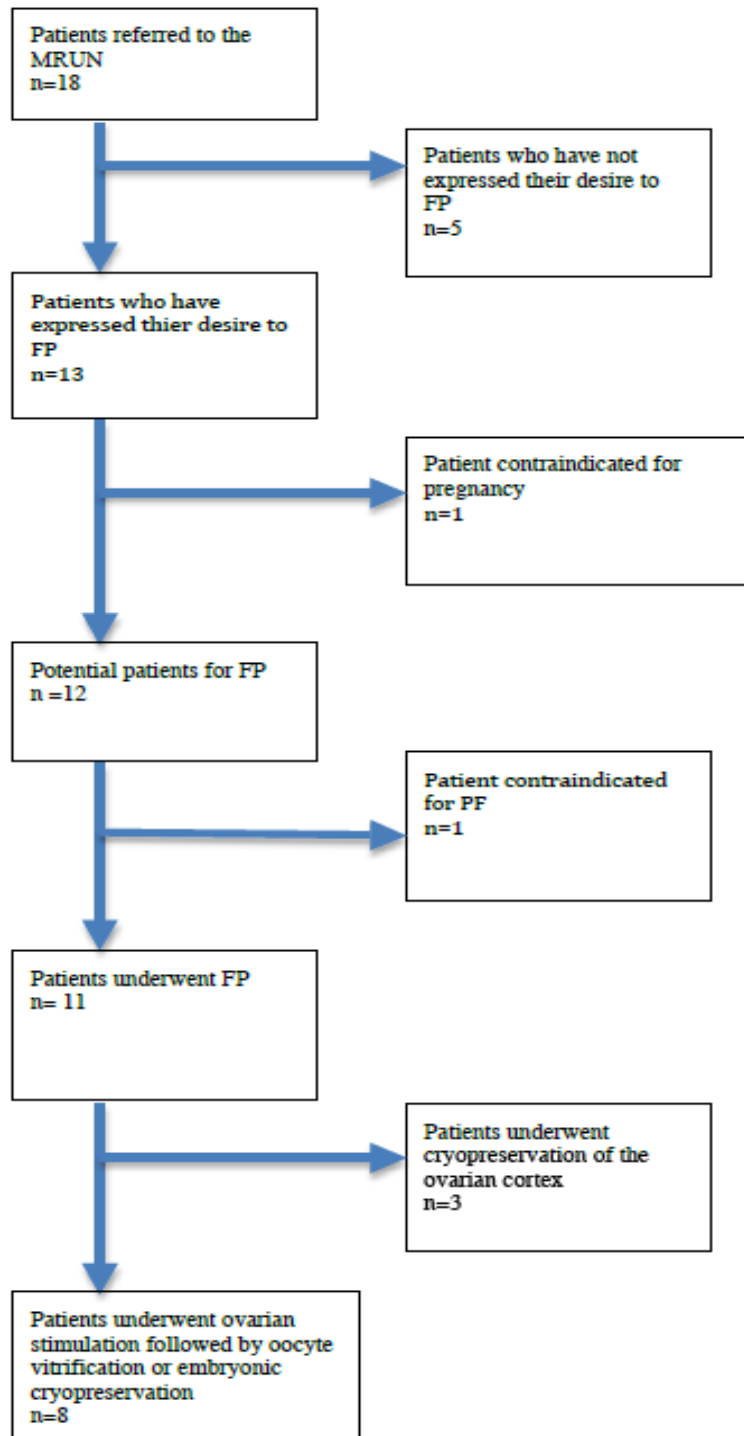 Patients referred to the
MRUN
n=18
Patients who have not
expressed their desire to
FP
n=5
Patients who have
expressed thier desire to
FP
n=13
Patient contraindicated for
pregnancy
n=1
Potential patients for FP
n =12
Patient contraindicated
for PF
n=1
Patients underwent FP
n= 11
Patients underwent
cryopreservation of the
ovarian cortex
n=3
Patients underwent ovarian
stimulation followed by oocyte
vitrification or embryonic
cryopreservation
n=8